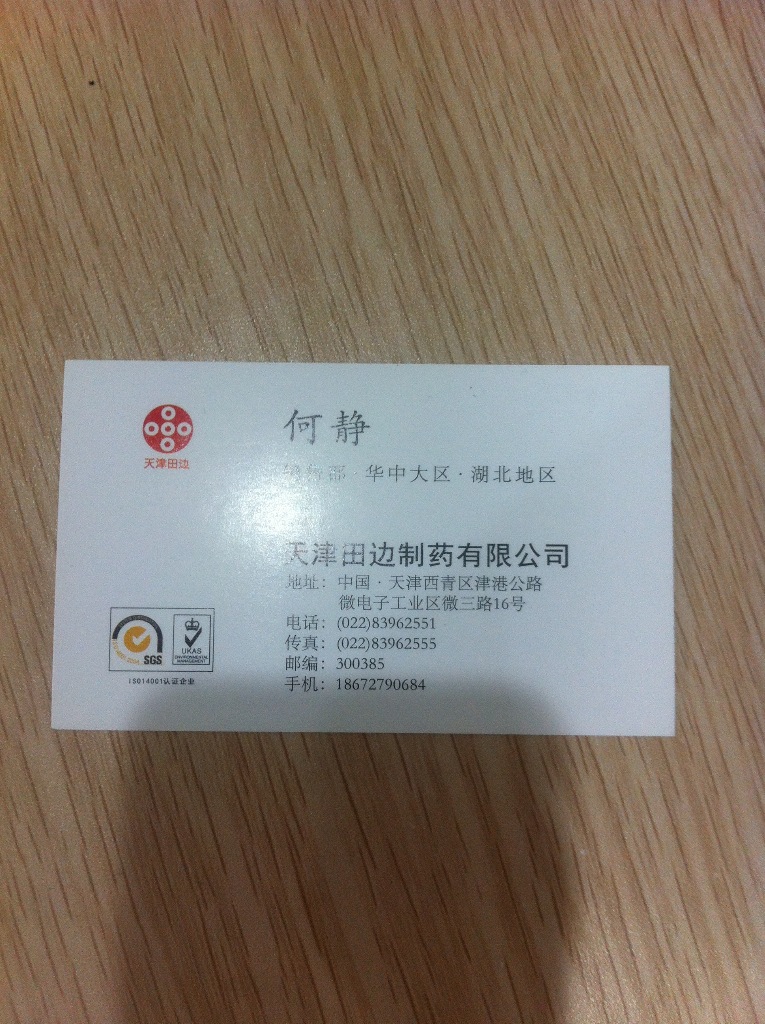 天津田边
何静
华中大区·湖北地区
天津田边制药有限公司
地址：中国·天津西青区津港公路
微电子工业区微三路16号
电话：(022)83962551
传真：(022)83962555
邮编：300385
手机：18672790684
SGS
UKAS
ENVIRONMENTAL
MANAGEMENT
ISO14001认证企业